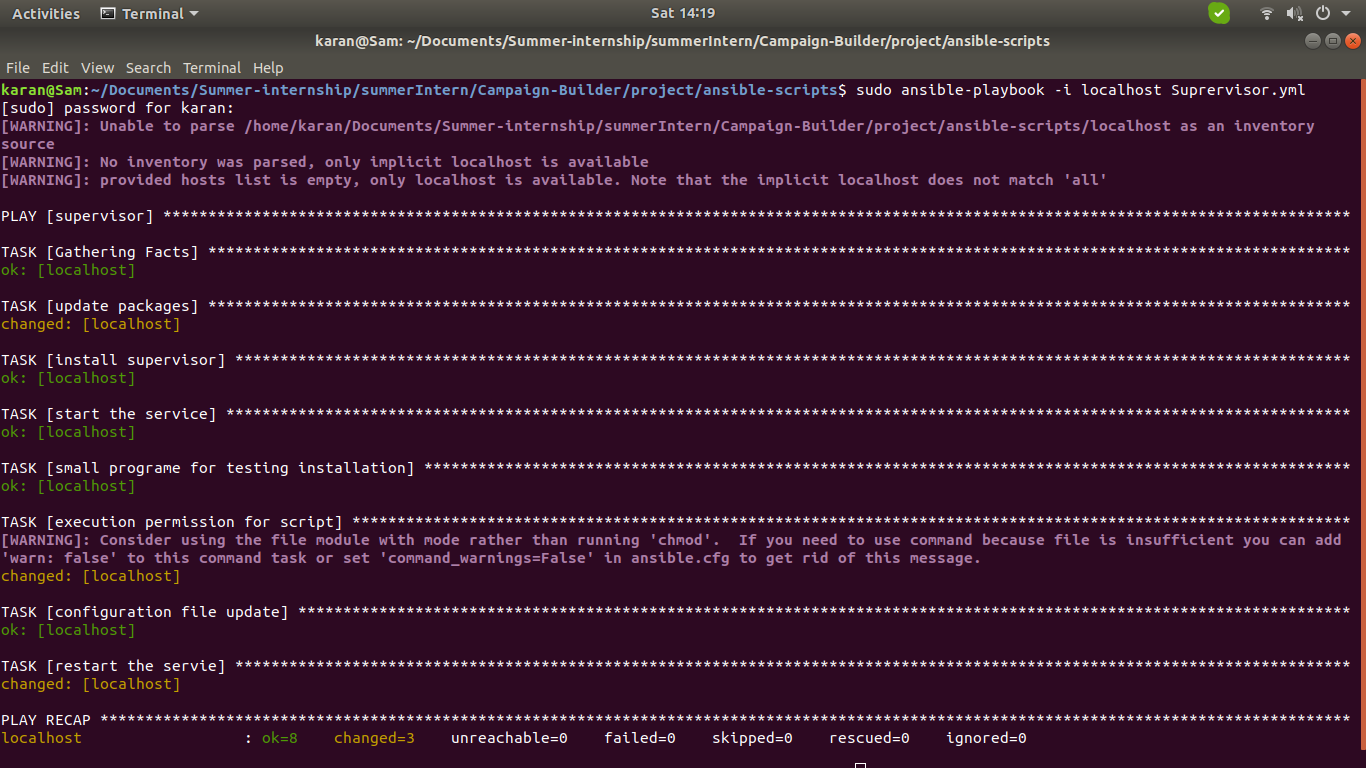 Activities Terminal Sat 14:19
karan@Sam: ~/Documents/Summer-internship/summerIntern/Campaign-Builder/project/ansible-scripts
File Edit View Search Terminal Help
karan@Sam:~/Documents/Summer-internship/summerIntern/Campaign-Builder/project/ansible-scripts$ sudo ansible-playbook -i localhost Suprervisor.yml
[sudo] password for karan:
[WARNING]: Unable to parse /home/karan/Documents/Summer-internship/summerIntern/Campaign-Builder/project/ansible-scripts/localhost as an inventory
source
[WARNING]: No inventory was parsed, only implicit localhost is available
[WARNING]: provided hosts list is empty, only localhost is available. Note that the implicit localhost does not match 'all'
PLAY [supervisor] ************************************************************************************************************************************
TASK [Gathering Facts] *******************************************************************************************************************************
ok: [localhost]
TASK [update packages] *******************************************************************************************************************************
changed: [localhost]
TASK [install supervisor] ****************************************************************************************************************************
ok: [localhost]
TASK [start the service] *****************************************************************************************************************************
ok: [localhost]
TASK [small programe for testing installation] *******************************************************************************************************
ok: [localhost]
TASK [execution permission for script] ***************************************************************************************************************
[WARNING]: Consider using the file module with mode rather than running 'chmod'.  If you need to use command because file is insufficient you can add
'warn: false' to this command task or set 'command_warnings=False' in ansible.cfg to get rid of this message.
changed: [localhost]
TASK [configuration file update] *********************************************************************************************************************
ok: [localhost]
TASK [restart the servie] ****************************************************************************************************************************
changed: [localhost]
PLAY RECAP *******************************************************************************************************************************************
localhost                  : ok=8    changed=3    unreachable=0    failed=0    skipped=0    rescued=0    ignored=0